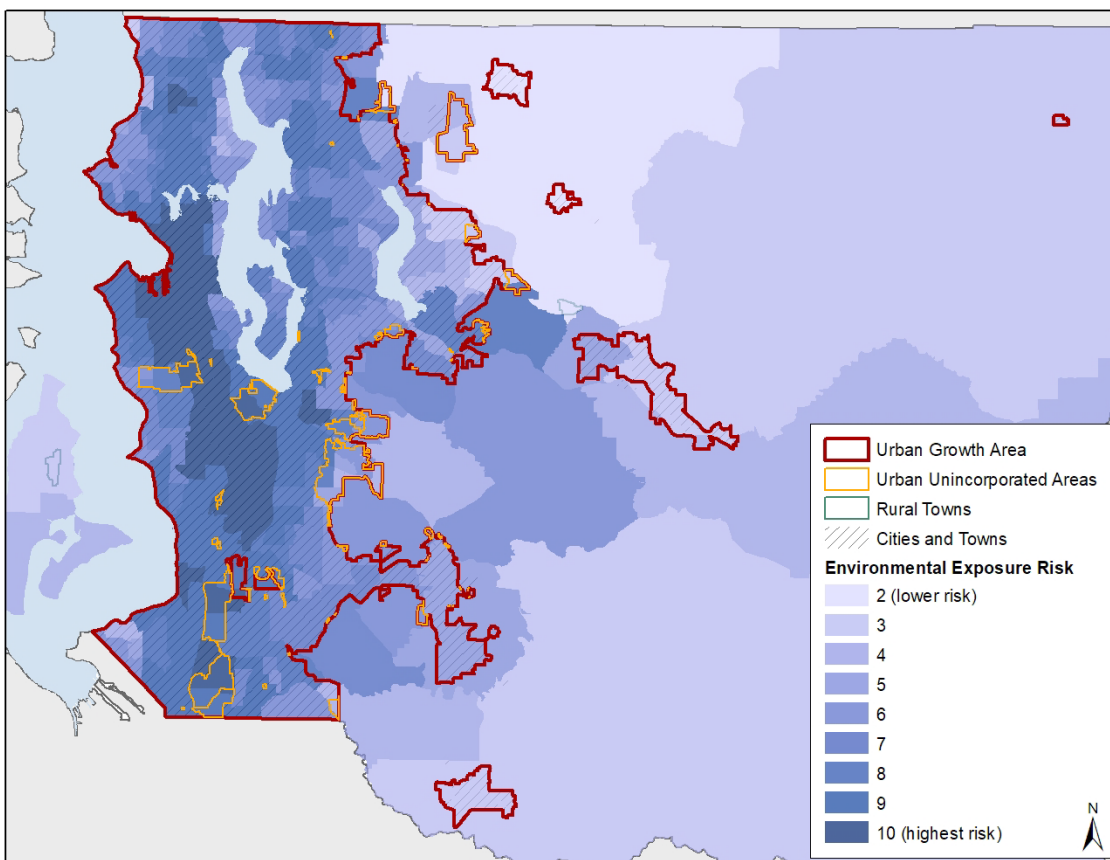 Urban Growth Area
Urban Unincorporated Areas
Rural Towns
Cities and Towns
Environmental Exposure Risk
2 (lower risk)
3
4
5
6
7
8
9
10 (highest risk)
N